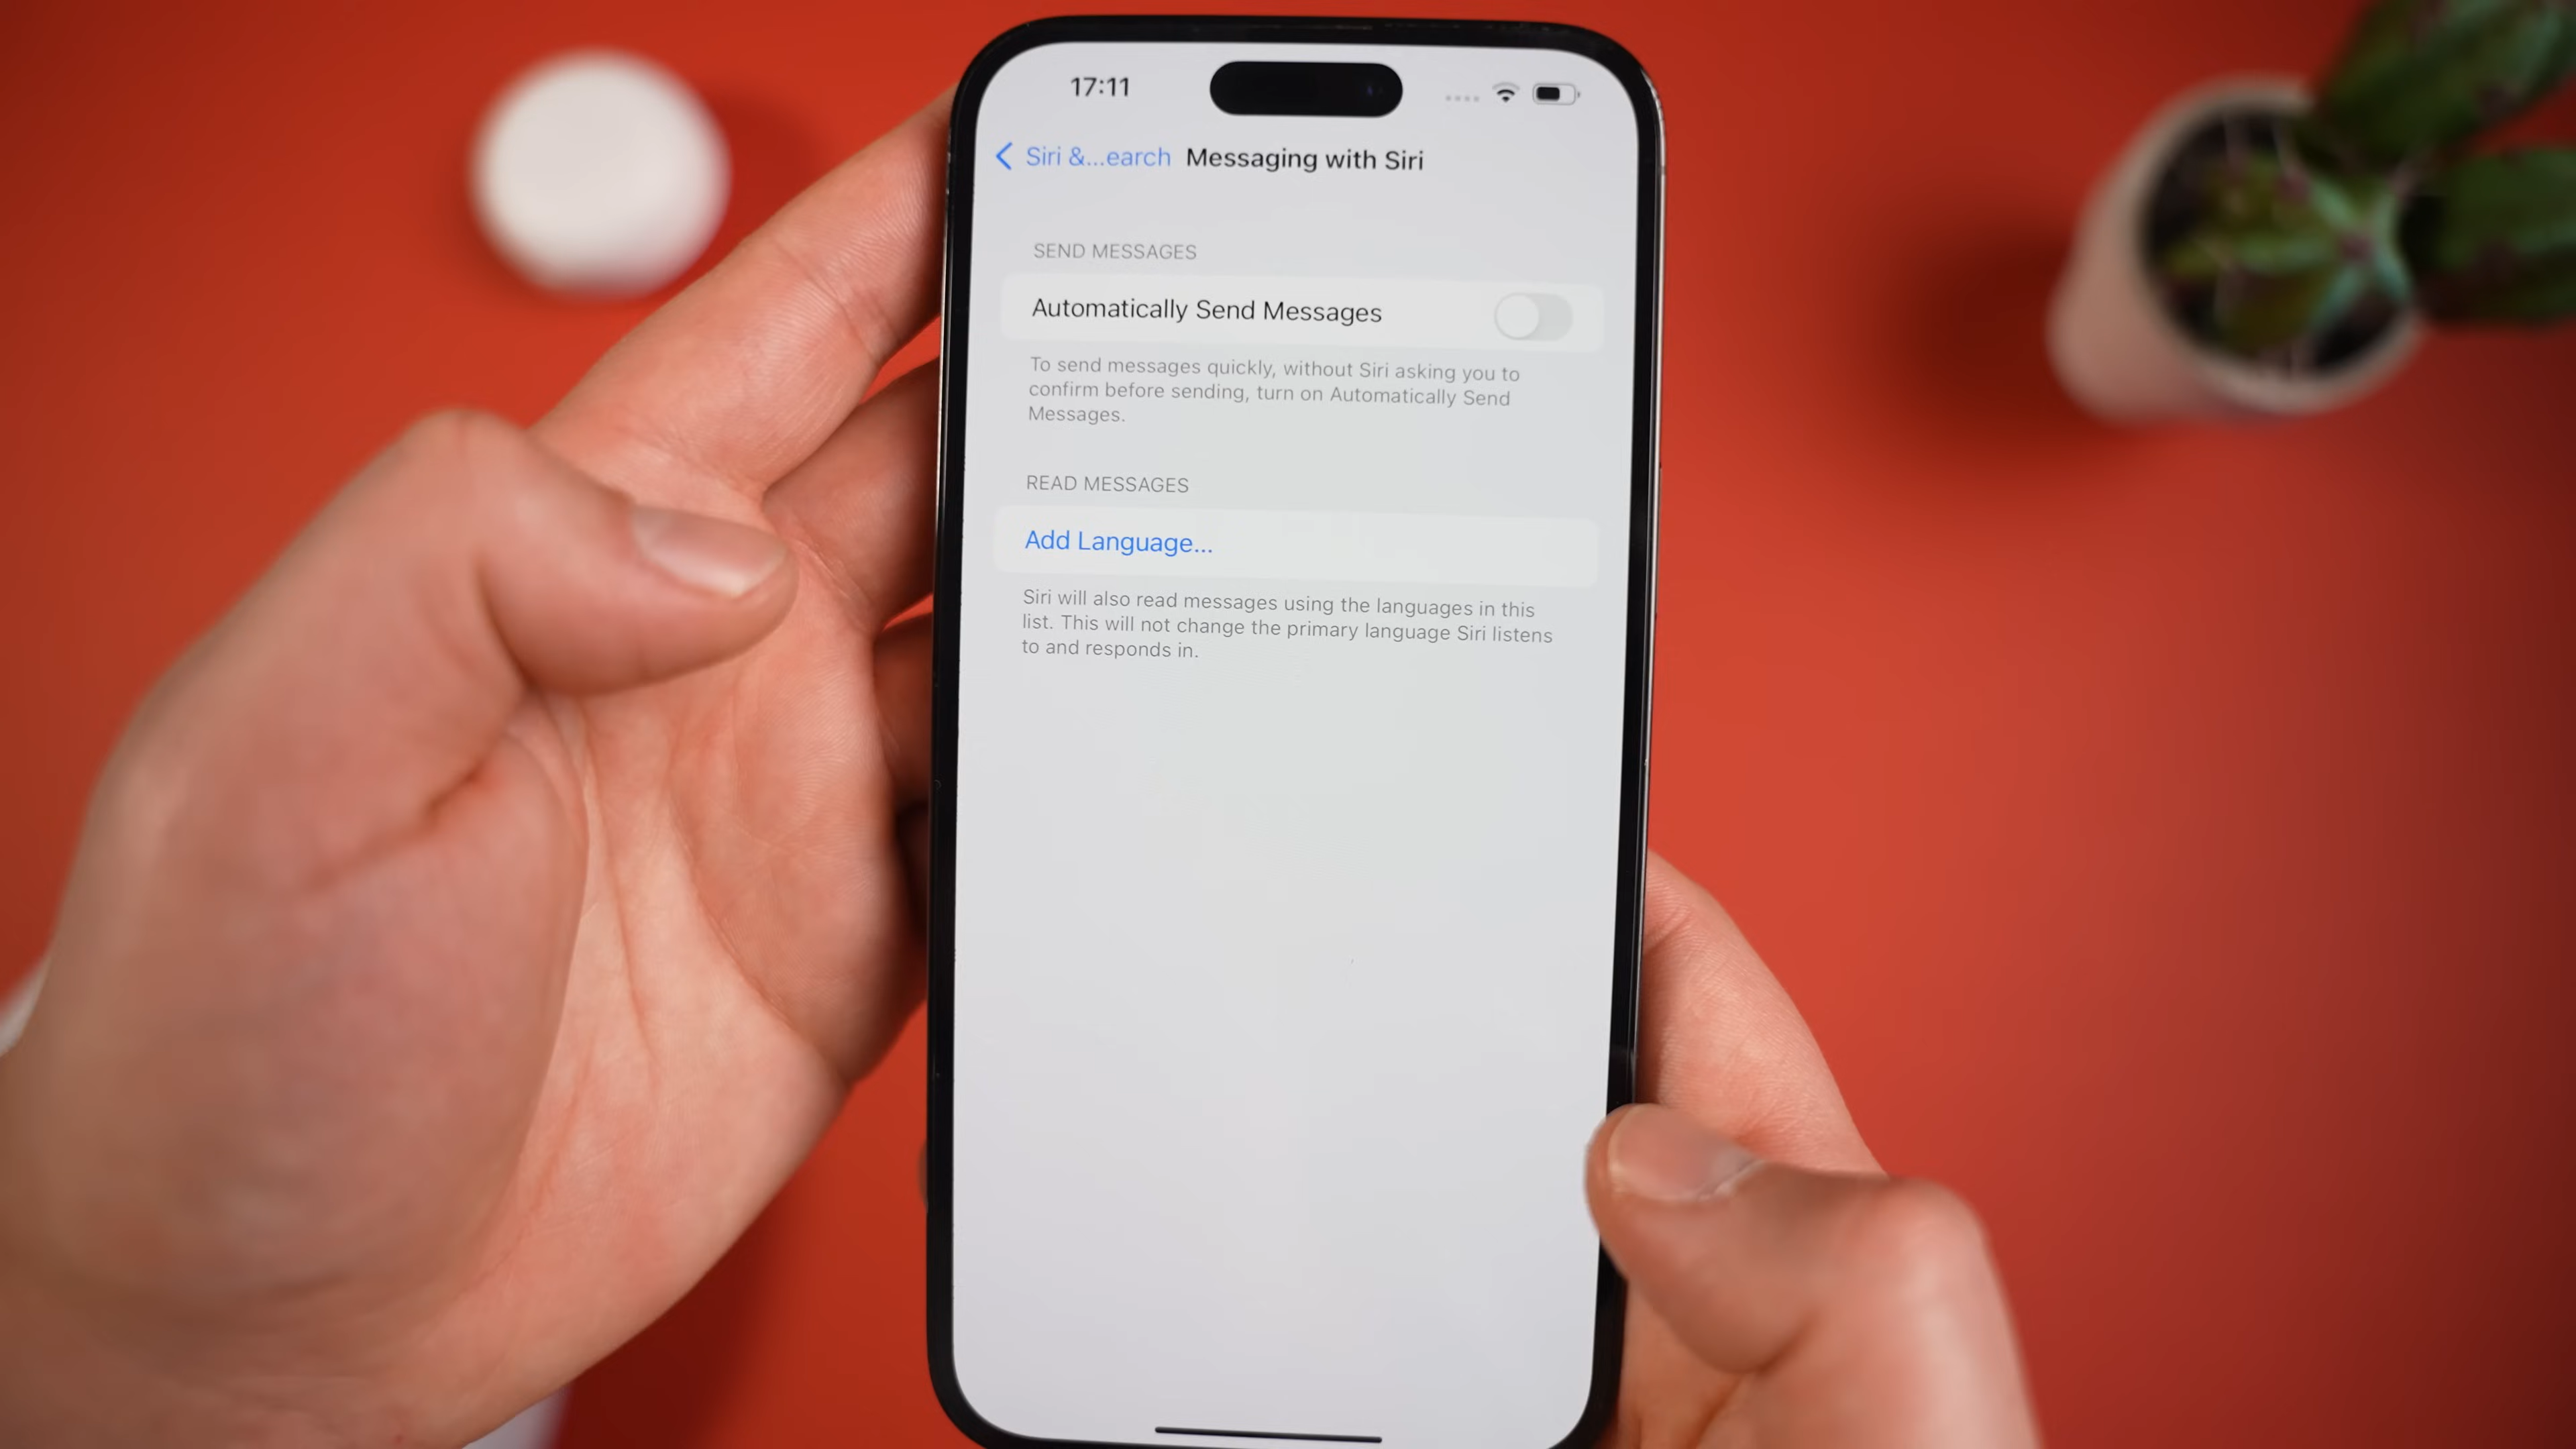 17:11
Siri &...earch Messaging with Siri
SEND MESSAGES
Automatically Send Messages
To send messages quickly, without Siri asking you to
confirm before sending, turn on Automatically Send
Messages.
READ MESSAGES
Add Language...
Siri will also read messages using the languages in this
list. This will not change the primary language Siri listens
to and responds in.